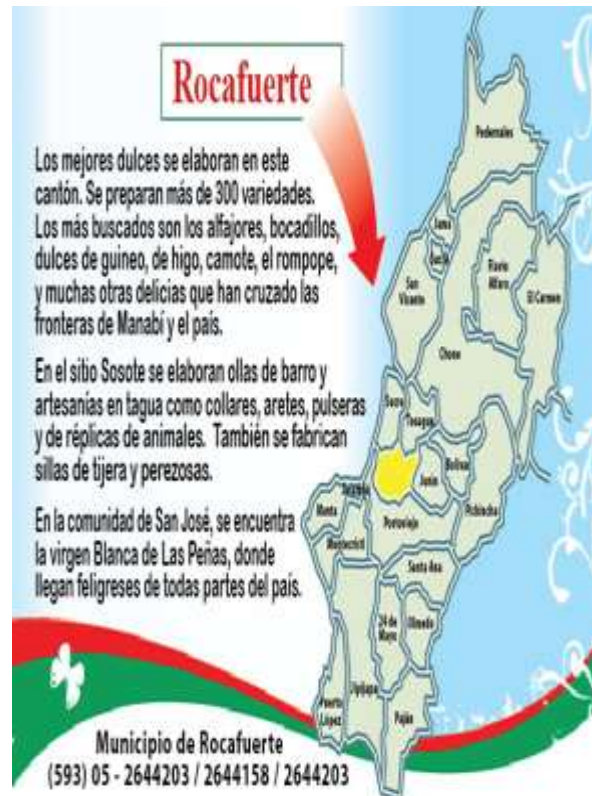 Rocafuerte
Los mejores dulces se elaboran en este
cantón. Se preparan más de 300 variedades.
Los más buscados son los alfajores, bocadillos,
dulces de guineo, de higo, camote, el rompope,
y muchas otras delicias que han cruzado las
fronteras de Manabí y el país.
En el sitio Sosote se elaboran ollas de barro y
artesanías en tagua como collares, aretes, pulseras
y de réplicas de animales. También se fabrican
sillas de tijera y perezosas.
En la comunidad de San José, se encuentra
la virgen Blanca de Las Peñas, donde
llegan feligreses de todas partes del país.
Municipio de Rocafuerte
(593) 05 - 2644203 / 2644158 / 2644203
Pedernales
Jama
San
Vicente
Flavio
Alfaro
El Carmen
Chone
Sucre
Tosagua
Bolívar
Junín
Pichincha
Portoviejo
Manta
Montecristi
Santa Ana
24 de
Mayo
Olmedo
Jipijapa
Puerto
López
Paján